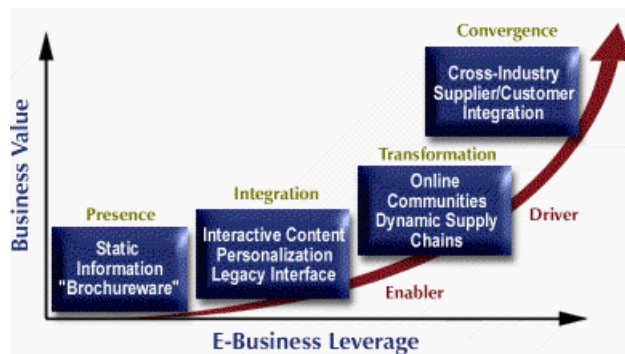 Convergence
Cross-Industry
Supplier/Customer
Integration
Transformation
Online
Communities
Dynamic Supply
Chains
Integration
Interactive Content
Personalization
Legacy Interface
Presence
Static
Information
"Brochureware"
Driver
Enabler
Business Value
E-Business Leverage